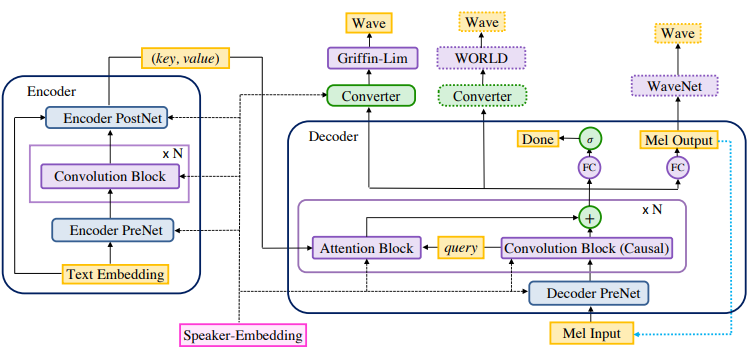 Wave
Wave
Wave
(key, value)
Griffin-Lim
WORLD
Encoder
WaveNet
Converter
Converter
Encoder PostNet
Decoder
Done
σ
Mel Output
x N
FC
FC
Convolution Block
x N
+
Encoder PreNet
Attention Block
query
Convolution Block (Causal)
Text Embedding
Decoder PreNet
Speaker-Embedding
Mel Input